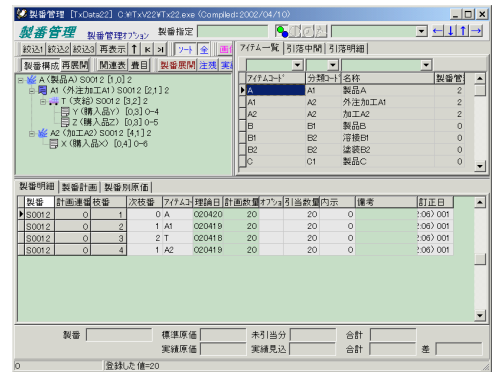 製番管理 [TxData22] C:¥TxV22¥Tx22.exe (Compiled:2002/04/10)
製番管理 製番管理ｵﾌﾟｼｮﾝ 製番指定
絞込1 絞込2 絞込3 再表示 ｿｰﾄ 全
製番構成 再展開 関連表 畳目 製番展開 注残
A (製品A) S0012 [1,0] 2
A1 (外注加工A1) S0012 [2,1] 2
T (支給) S0012 [3,2] 2
Y (購入品Y) [0,3] 0-4
Z (購入品Z) [0,3] 0-5
A2 (加工A2) S0012 [4,1] 2
X (購入品X) [0,4] 0-6
ｱｲﾃﾑ一覧 引落中間 引落明細
ｱｲﾃﾑｺｰﾄﾞ 分類ｺｰﾄﾞ 名称 製番管
A A1 製品A 2
A1 A2 外注加工A1 2
A2 A2 加工A2 2
B B1 製品B 0
B1 B2 溶接B1 0
B2 B2 塗装B2 0
C C1 製品C 0
製番明細 製番計画 製番別原価
製番 計画連番 枝番 次枝番 ｱｲﾃﾑｺｰ 理論日 計画数量 ｵﾌﾟｼｮ 引当数量 内示 備考 訂正日
S0012 0 1 0 A 020420 20 20 0 2:06) 001
S0012 0 2 1 A1 020419 20 20 0 2:06) 001
S0012 0 3 2 T 020418 20 20 0 2:06) 001
S0012 0 4 1 A2 020419 20 20 0 2:06) 001
製番 標準原価 未引当分 合計
実績原価 実績見込 合計 差
0 登録した値=20